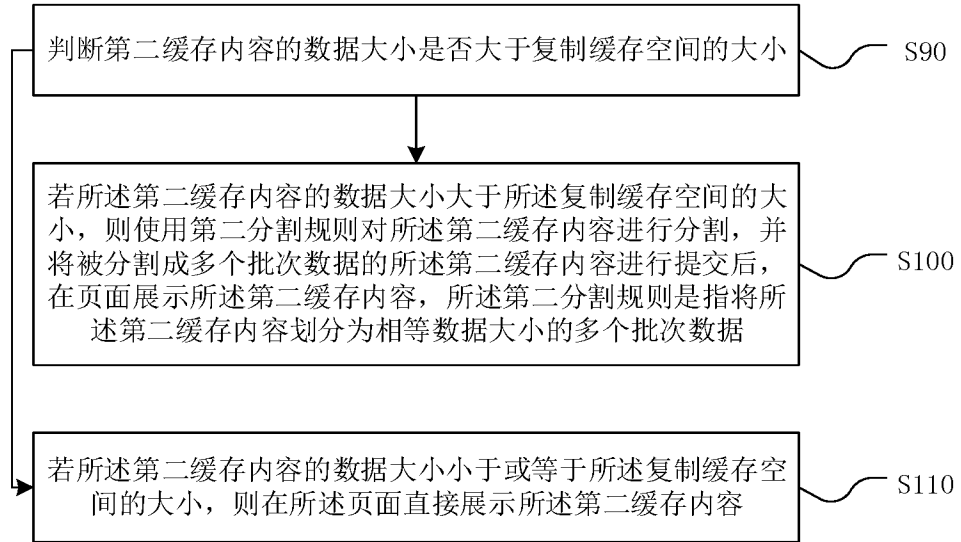 判断第二缓存内容的数据大小是否大于复制缓存空间的大小
S90
若所述第二缓存内容的数据大小大于所述复制缓存空间的大
小，则使用第二分割规则对所述第二缓存内容进行分割，并
将被分割成多个批次数据的所述第二缓存内容进行提交后，
在页面展示所述第二缓存内容，所述第二分割规则是指将所
述第二缓存内容划分为相等数据大小的多个批次数据
S100
若所述第二缓存内容的数据大小小于或等于所述复制缓存空
间的大小，则在所述页面直接展示所述第二缓存内容
S110